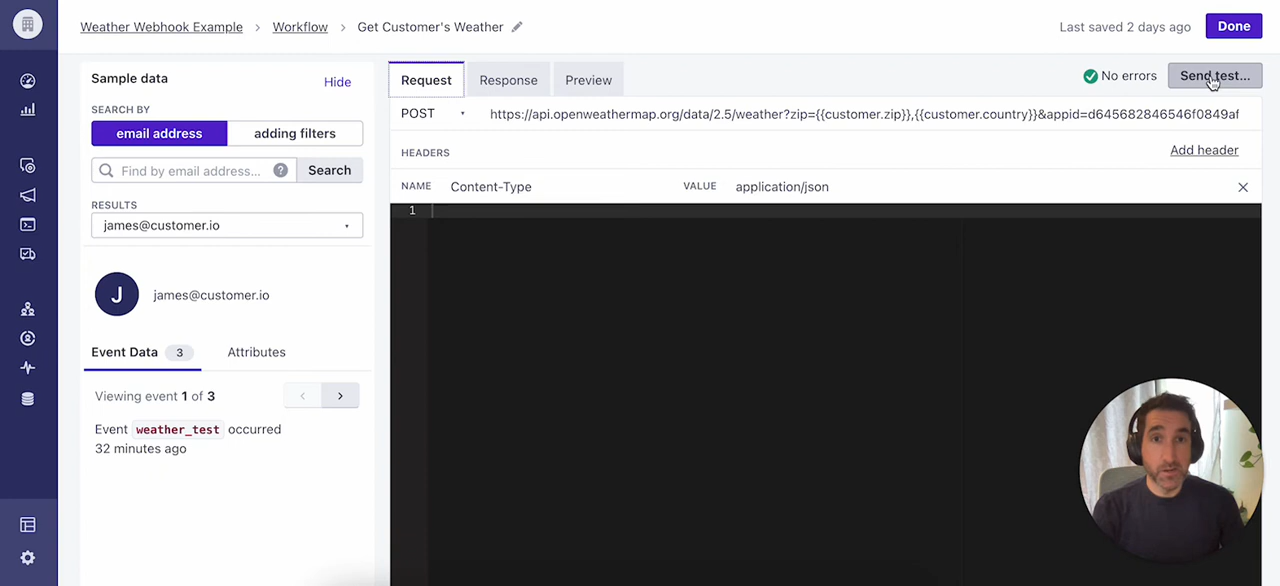 Weather Webhook Example > Workflow > Get Customer's Weather
Last saved 2 days ago
Done
Sample data
Hide
SEARCH BY
email address
adding filters
Find by email address...
?
Search
RESULTS
james@customer.io
J
james@customer.io
Event Data 3
Attributes
Viewing event 1 of 3
Event weather_test occurred
32 minutes ago
Request
Response
Preview
No errors
Send test...
POST
https://api.openweathermap.org/data/2.5/weather?zip={{customer.zip}},{{customer.country}}&appid=d645682846546f0849af
HEADERS
Add header
NAME Content-Type VALUE application/json
1